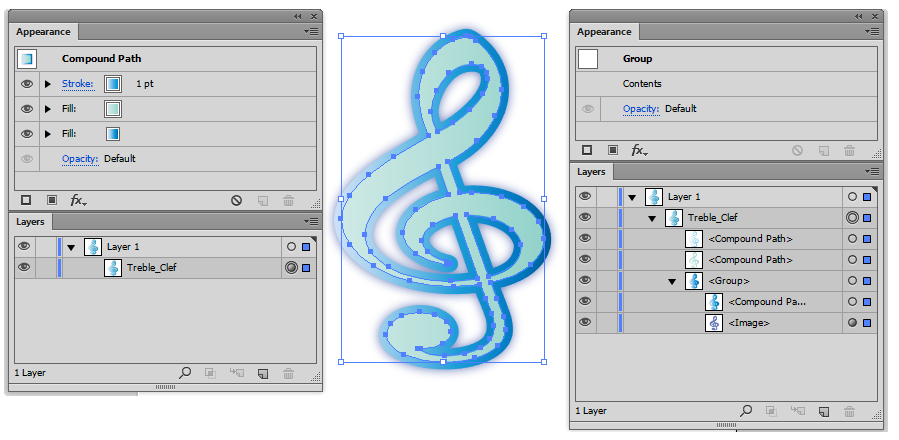 Appearance
Compound Path
Stroke: 1 pt
Fill:
Fill:
Opacity: Default
fx
Layers
Layer 1
Treble_Clef
1 Layer
Appearance
Group
Contents
Opacity: Default
fx
Layers
Layer 1
Treble_Clef
<Compound Path>
<Compound Path>
<Group>
<Compound Pa...
<Image>
1 Layer